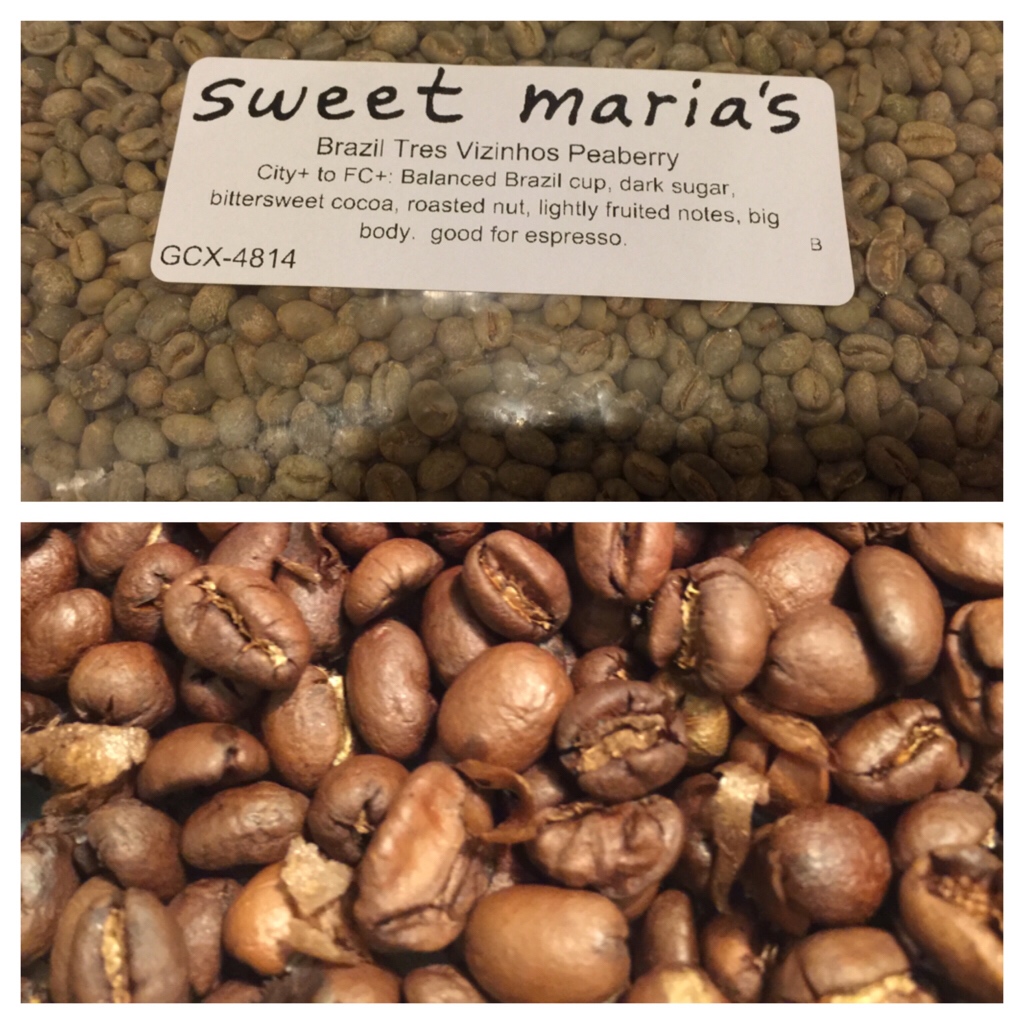 sweet maria's
Brazil Tres Vizinhos Peaberry
City+ to FC+: Balanced Brazil cup, dark sugar,
bittersweet cocoa, roasted nut, lightly fruited notes, big
body. good for espresso.
B
GCX-4814